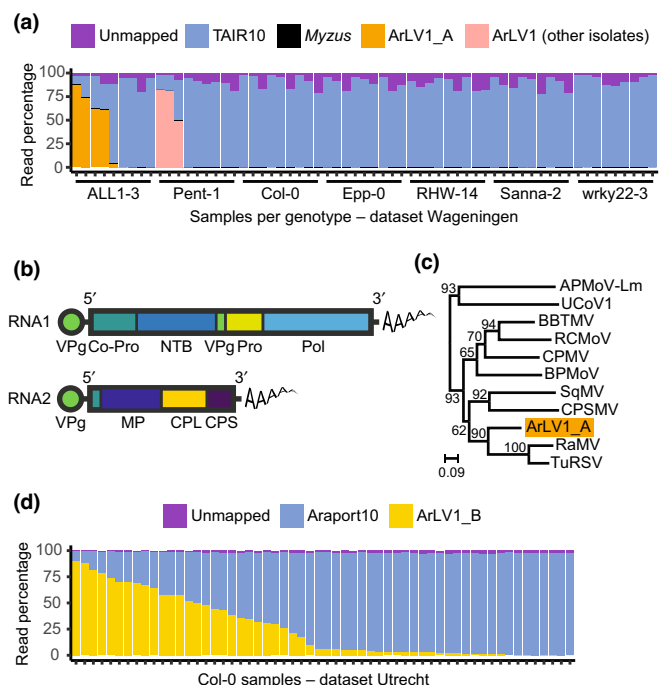 (a)
Unmapped TAIR10 Myzus ArLV1_A ArLV1 (other isolates)
Read percentage
100
75
50
25
0
ALL1-3 Pent-1 Col-0 Epp-0 RHW-14 Sanna-2 wrky22-3
Samples per genotype – dataset Wageningen
(b)
5′ 3′
RNA1
AAAA
VPg Co-Pro NTB VPg Pro Pol
5′ 3′
RNA2
MP CPL CPS
AAAA
VPg
(c)
93 APMoV-Lm
UCoV1
94 BBTMV
70 RCMoV
65 CPMV
BPMoV
93
92 SqMV
CPSMV
62 90 ArLV1_A
100 RaMV
TuRSV
0.09
(d)
Unmapped Araport10 ArLV1_B
Read percentage
100
75
50
25
0
Col-0 samples – dataset Utrecht